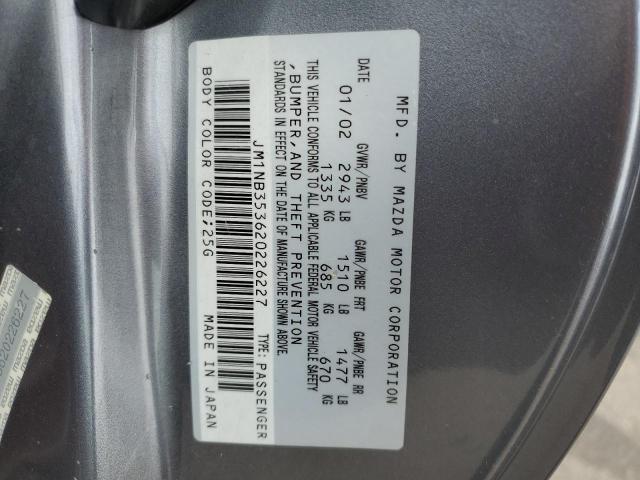 MFD. BY MAZDA MOTOR CORPORATION
DATE GVWR/PNBV GAWR/PNBE FRT GAWR/PNBE RR
01/02 2943 LB 1510 LB 1477 LB
1335 KG 685 KG 670 KG
THIS VEHICLE CONFORMS TO ALL APPLICABLE FEDERAL MOTOR VEHICLE SAFETY
,BUMPER,AND THEFT PREVENTION
STANDARDS IN EFFECT ON THE DATE OF MANUFACTURE SHOWN ABOVE.
JM1NB353620226227 TYPE:PASSENGER
BODY COLOR CODE;25G MADE IN JAPAN
20226227